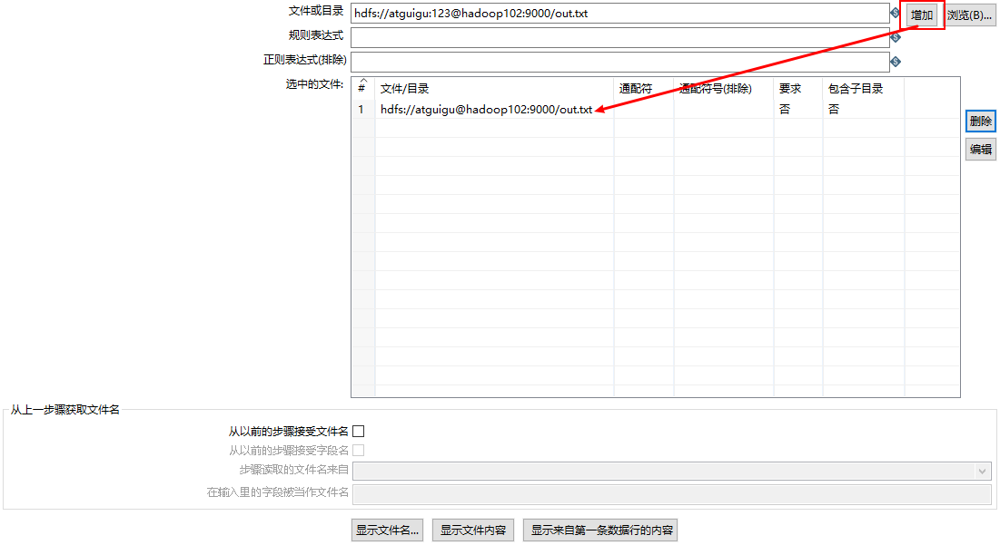 文件或目录 hdfs://atguigu:123@hadoop102:9000/out.txt 增加 浏览(B)...
规则表达式
正则表达式(排除)
选中的文件: # 文件/目录 通配符 通配符号(排除) 要求 包含子目录
1 hdfs://atguigu@hadoop102:9000/out.txt 否 否
删除
编辑
从上一步骤获取文件名
从以前的步骤接受文件名
从以前的步骤接受字段名
步骤读取的文件名来自
在输入里的字段被当作文件名
显示文件名... 显示文件内容 显示来自第一条数据行的内容